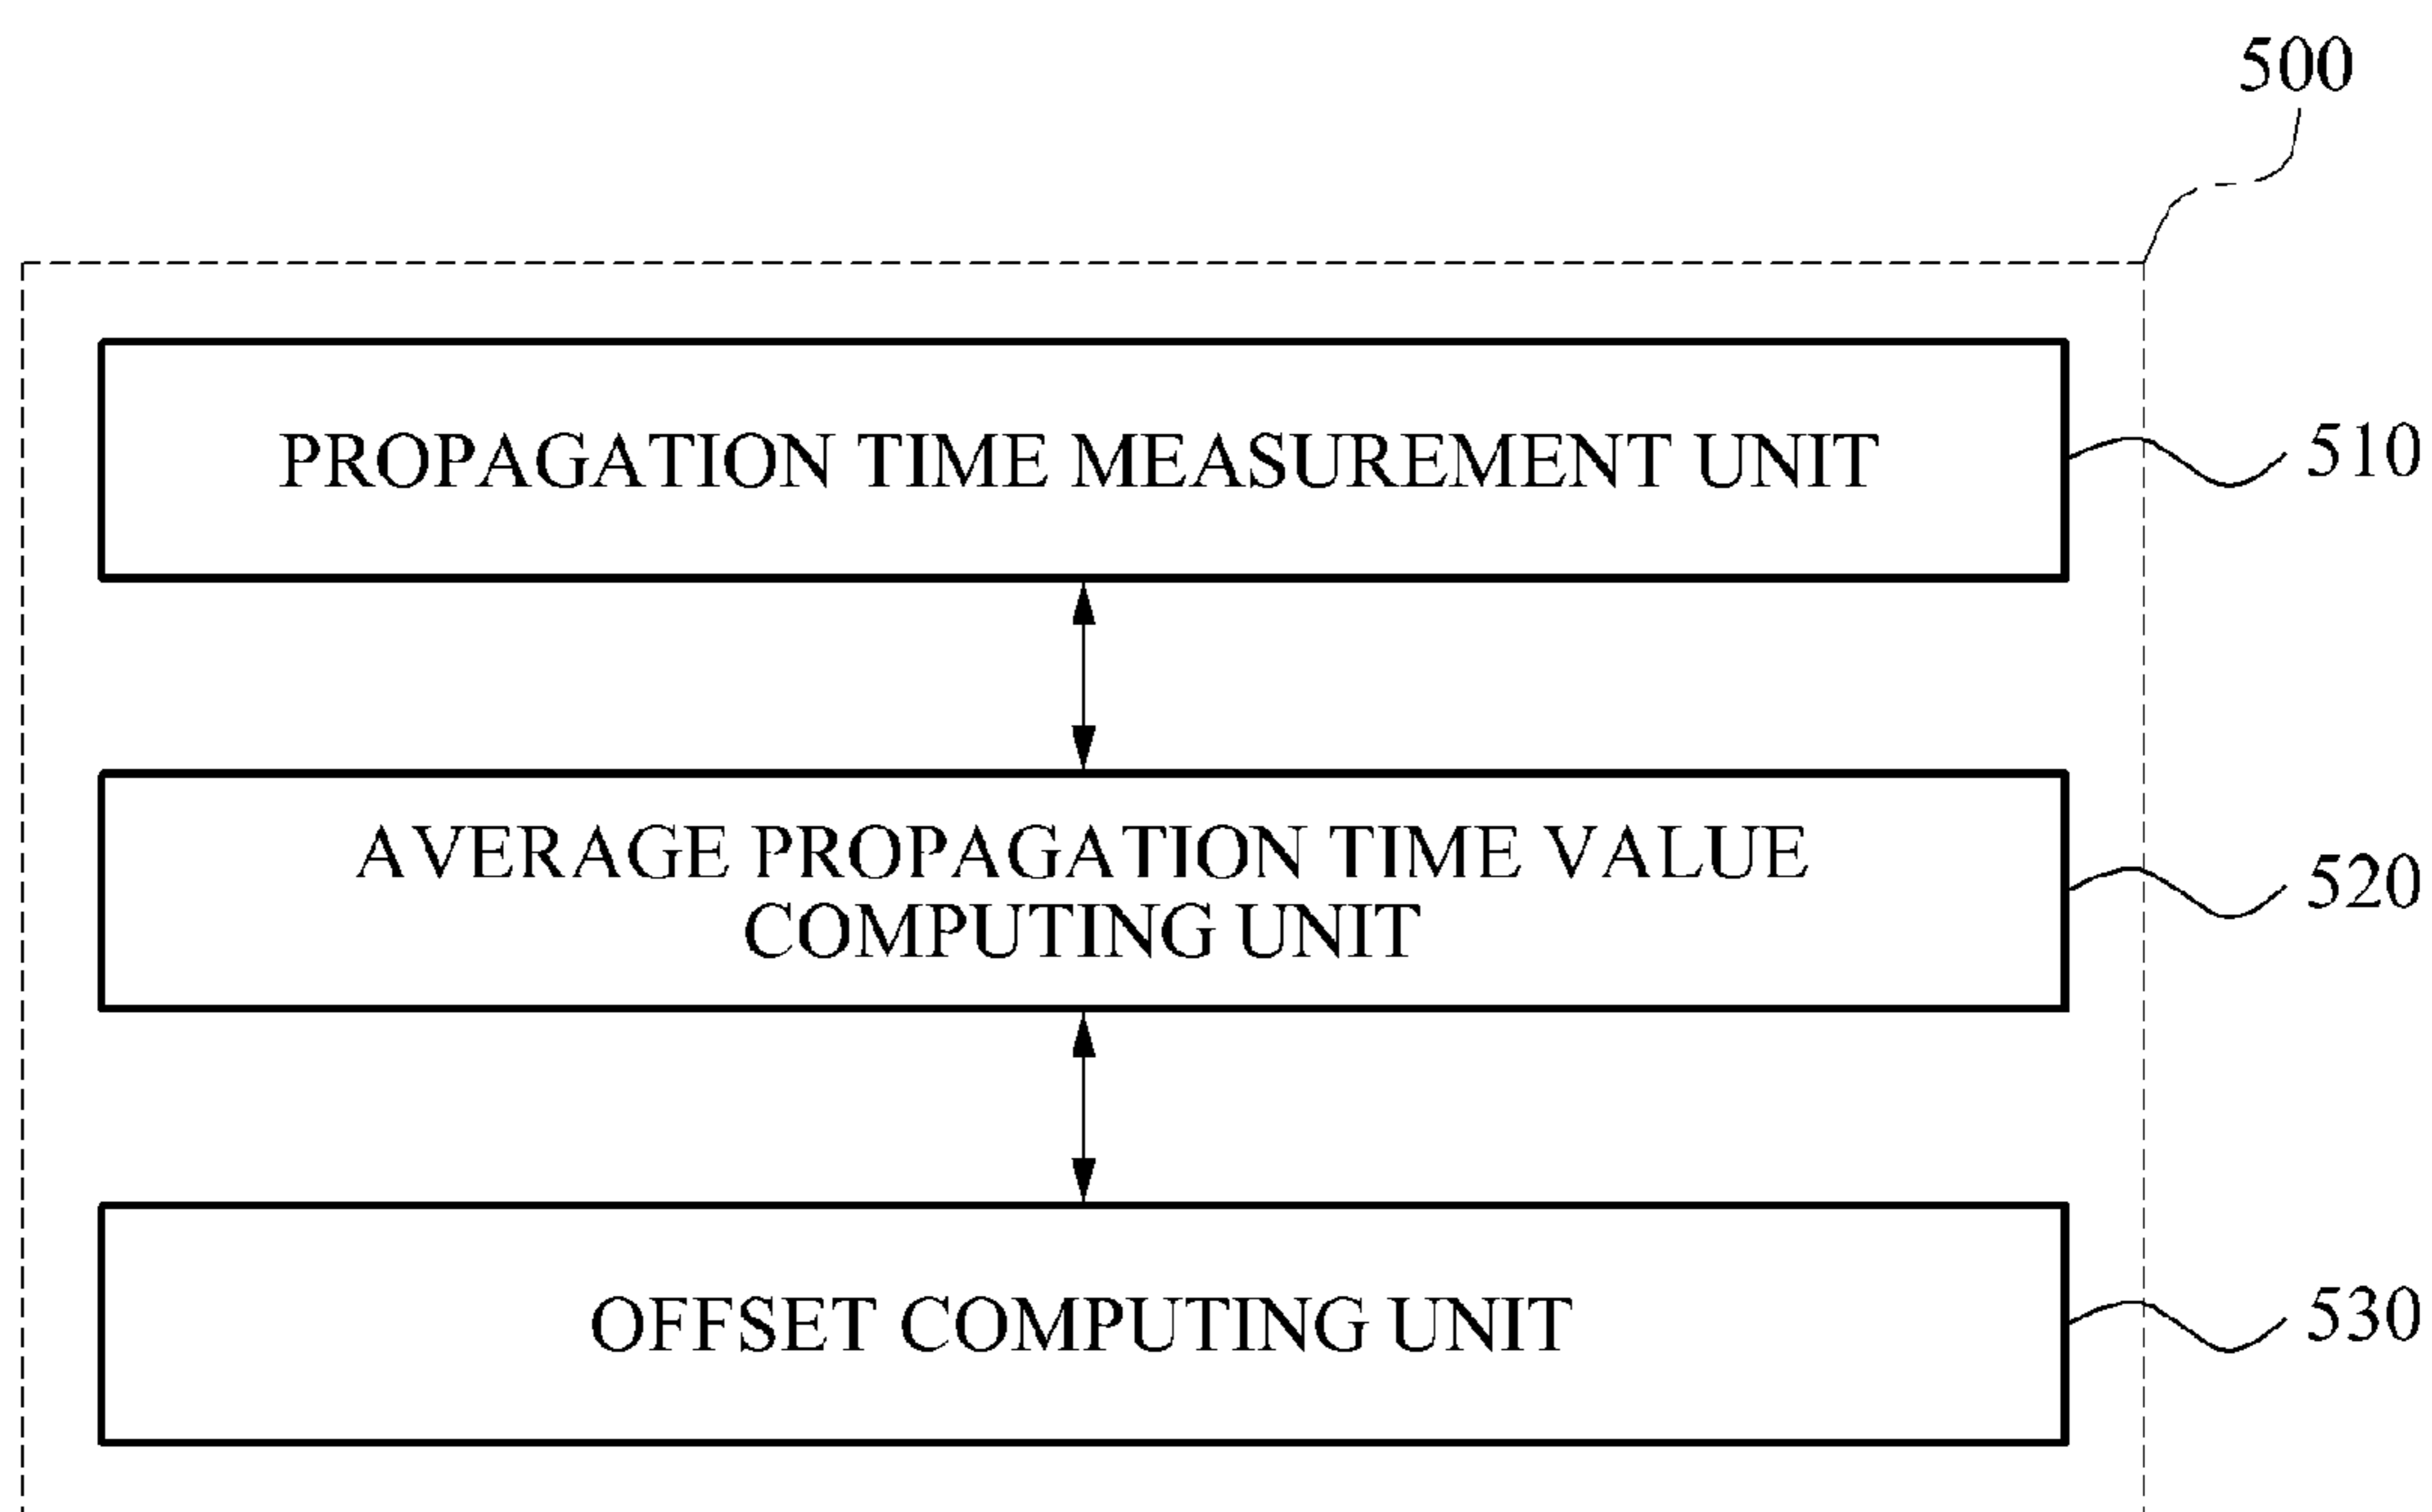 500
PROPAGATION TIME MEASUREMENT UNIT
510
AVERAGE PROPAGATION TIME VALUE
COMPUTING UNIT
520
OFFSET COMPUTING UNIT
530